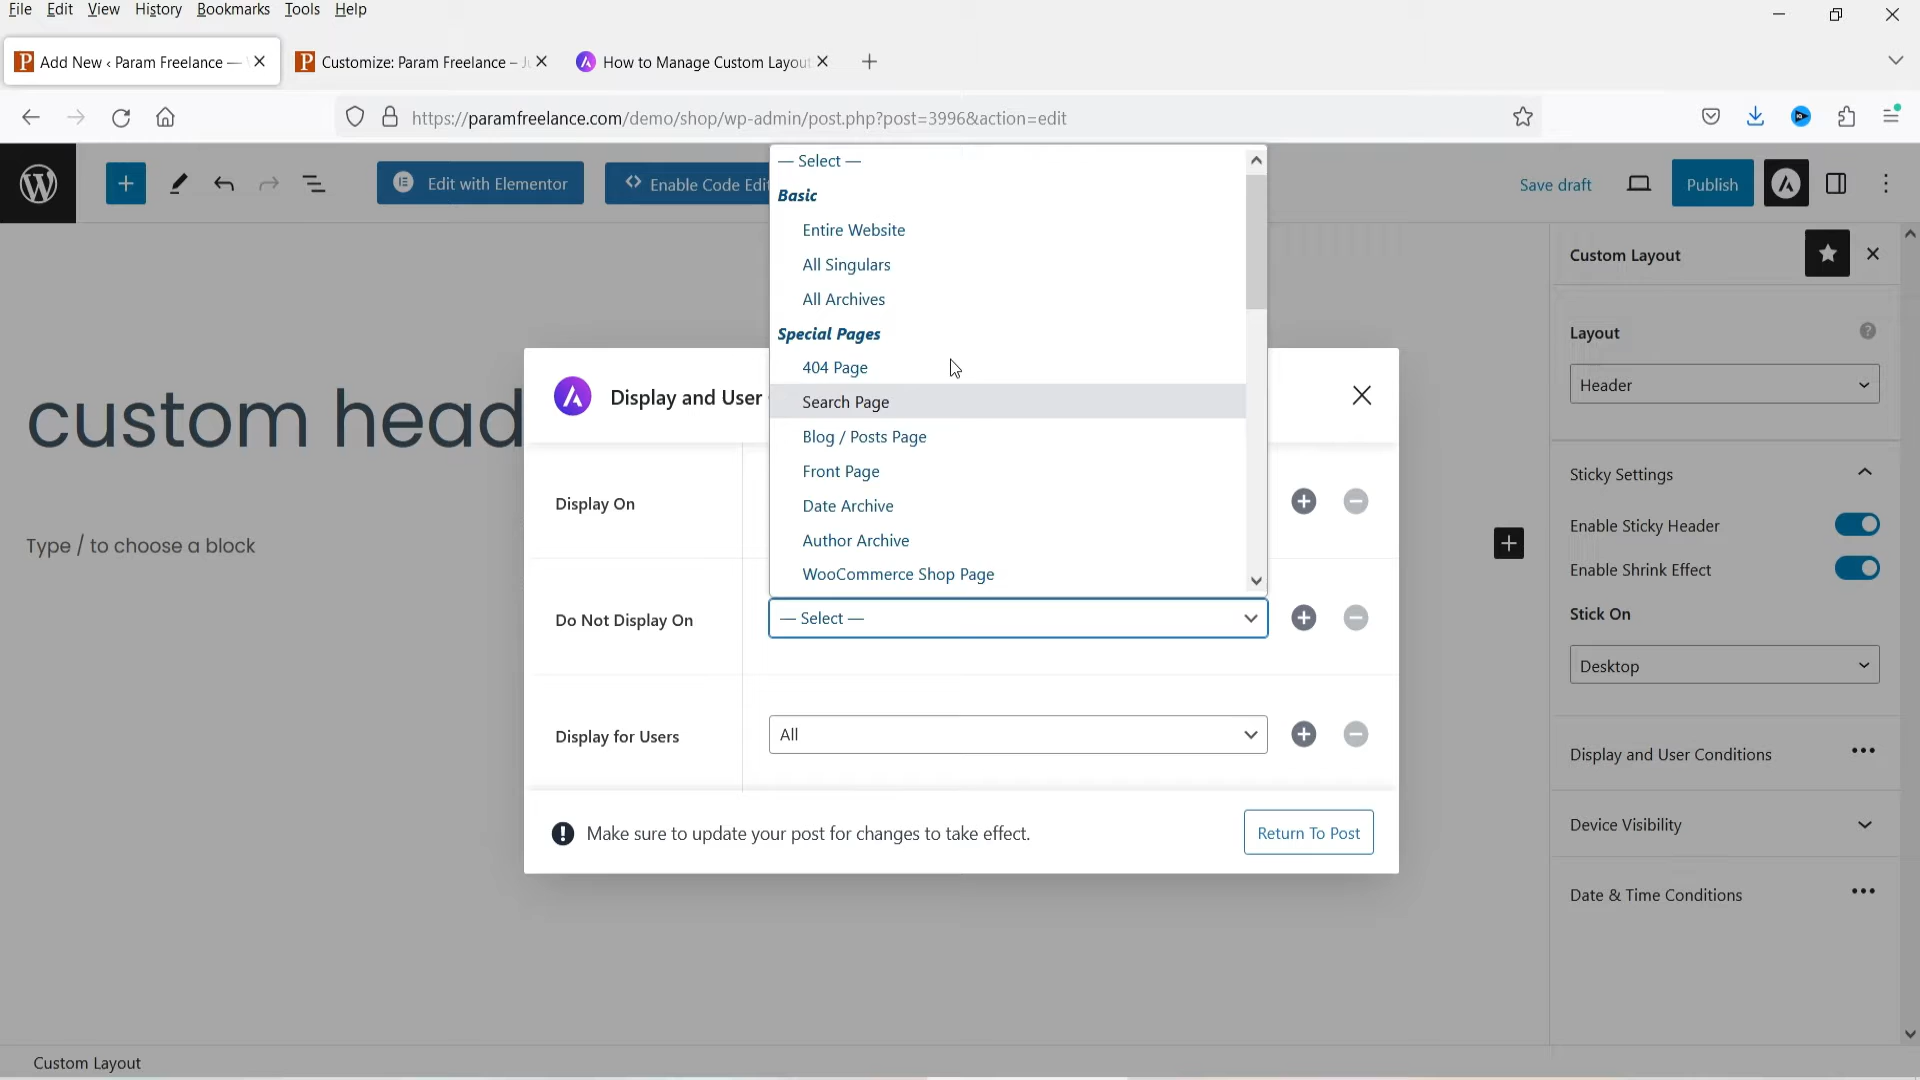 File Edit View History Bookmarks Tools Help
Add New ‹ Param Freelance —
Customize: Param Freelance –
How to Manage Custom Layou
https://paramfreelance.com/demo/shop/wp-admin/post.php?post=3996&action=edit
Edit with Elementor
Enable Code Edit
Save draft
Publish
— Select —
Basic
Entire Website
All Singulars
All Archives
Special Pages
404 Page
Search Page
Blog / Posts Page
Front Page
Date Archive
Author Archive
WooCommerce Shop Page
custom head
Type / to choose a block
Display and User
Display On
Do Not Display On
— Select —
Display for Users
All
Make sure to update your post for changes to take effect.
Return To Post
Custom Layout
Layout
Header
Sticky Settings
Enable Sticky Header
Enable Shrink Effect
Stick On
Desktop
Display and User Conditions
Device Visibility
Date & Time Conditions
Custom Layout